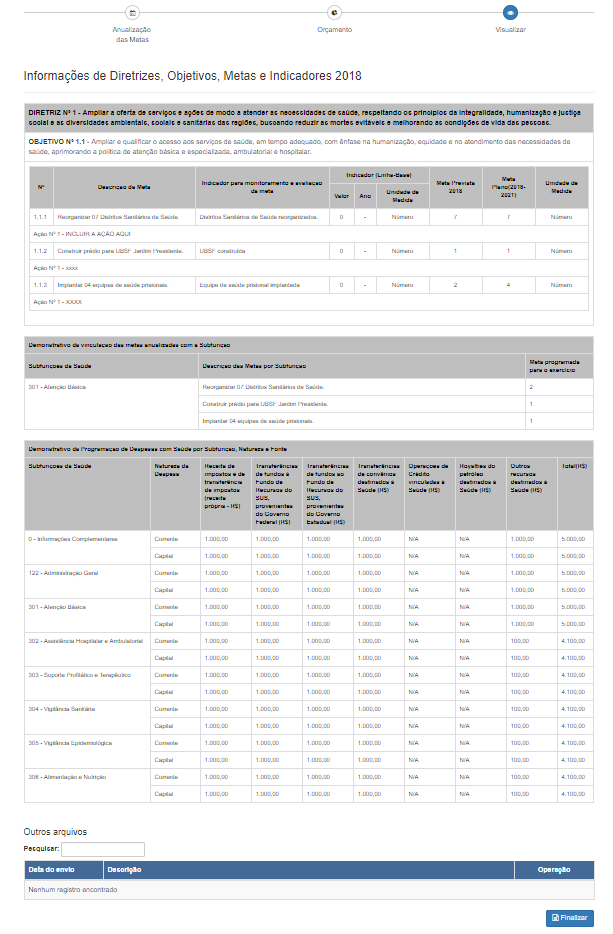 Anualização
das Metas
Orçamento
Visualizar
Informações de Diretrizes, Objetivos, Metas e Indicadores 2018
DIRETRIZ Nº 1 - Ampliar a oferta de serviços e ações de modo a atender as necessidades de saúde, respeitando os princípios da integralidade, humanização e justiça
social e as diversidades ambientais, sociais e sanitárias das regiões, buscando reduzir as mortes evitáveis e melhorando as condições de vida das pessoas.
OBJETIVO Nº 1.1 - Ampliar e qualificar o acesso aos serviços de saúde, em tempo adequado, com ênfase na humanização, equidade e no atendimento das necessidades de
saúde, aprimorando a política de atenção básica e especializada, ambulatorial e hospitalar.
Nº Descrição da Meta Indicador para monitoramento e avaliação da meta Indicador (Linha-Base) Valor Ano Unidade de Medida Meta Prevista 2018 Meta Plano(2018-2021) Unidade de Medida
1.1.1 Reorganizar 07 Distritos Sanitários de Saúde. Distritos Sanitários de Saúde reorganizados. 0 - Número 7 7 Número
Ação Nº 1 - INCLUIR A AÇÃO AQUI
1.1.2 Construir prédio para UBSF Jardim Presidente. UBSF construída 0 - Número 1 1 Número
Ação Nº 1 - xxxx
1.1.3 Implantar 04 equipes de saúde prisionais. Equipe de saúde prisional implantada 0 - Número 2 4 Número
Ação Nº 1 - XXXX
Demonstrativo da vinculação das metas anualizadas com a Subfunção
Subfunções da Saúde Descrição das Metas por Subfunção Meta programada para o exercício
301 - Atenção Básica Reorganizar 07 Distritos Sanitários de Saúde. 2
Construir prédio para UBSF Jardim Presidente. 1
Implantar 04 equipes de saúde prisionais. 1
Demonstrativo da Programação de Despesas com Saúde por Subfunção, Natureza e Fonte
Subfunções da Saúde Natureza da Despesa Receita de impostos e de transferência de impostos (receita própria - R$) Transferências de fundos à Fundo de Recursos do SUS, provenientes do Governo Federal (R$) Transferências de fundos ao Fundo de Recursos do SUS, provenientes do Governo Estadual (R$) Transferências de convênios destinados à Saúde (R$) Operações de Crédito vinculadas à Saúde (R$) Royalties do petróleo destinados à Saúde (R$) Outros recursos destinados à Saúde (R$) Total(R$)
0 - Informações Complementares Corrente 1.000,00 1.000,00 1.000,00 1.000,00 N/A N/A 1.000,00 5.000,00
Capital 1.000,00 1.000,00 1.000,00 1.000,00 N/A N/A 1.000,00 5.000,00
122 - Administração Geral Corrente 1.000,00 1.000,00 1.000,00 1.000,00 N/A N/A 1.000,00 5.000,00
Capital 1.000,00 1.000,00 1.000,00 1.000,00 N/A N/A 1.000,00 5.000,00
301 - Atenção Básica Corrente 1.000,00 1.000,00 1.000,00 1.000,00 N/A N/A 1.000,00 5.000,00
Capital 1.000,00 1.000,00 1.000,00 1.000,00 N/A N/A 1.000,00 5.000,00
302 - Assistência Hospitalar e Ambulatorial Corrente 1.000,00 1.000,00 1.000,00 1.000,00 N/A N/A 100,00 4.100,00
Capital 1.000,00 1.000,00 1.000,00 1.000,00 N/A N/A 100,00 4.100,00
303 - Suporte Profilático e Terapêutico Corrente 1.000,00 1.000,00 1.000,00 1.000,00 N/A N/A 100,00 4.100,00
Capital 1.000,00 1.000,00 1.000,00 1.000,00 N/A N/A 100,00 4.100,00
304 - Vigilância Sanitária Corrente 1.000,00 1.000,00 1.000,00 1.000,00 N/A N/A 100,00 4.100,00
Capital 1.000,00 1.000,00 1.000,00 1.000,00 N/A N/A 100,00 4.100,00
305 - Vigilância Epidemiológica Corrente 1.000,00 1.000,00 1.000,00 1.000,00 N/A N/A 100,00 4.100,00
Capital 1.000,00 1.000,00 1.000,00 1.000,00 N/A N/A 100,00 4.100,00
306 - Alimentação e Nutrição Corrente 1.000,00 1.000,00 1.000,00 1.000,00 N/A N/A 100,00 4.100,00
Capital 1.000,00 1.000,00 1.000,00 1.000,00 N/A N/A 100,00 4.100,00
Outros arquivos
Pesquisar:
Data do envio Descrição Operação
Nenhum registro encontrado
Finalizar